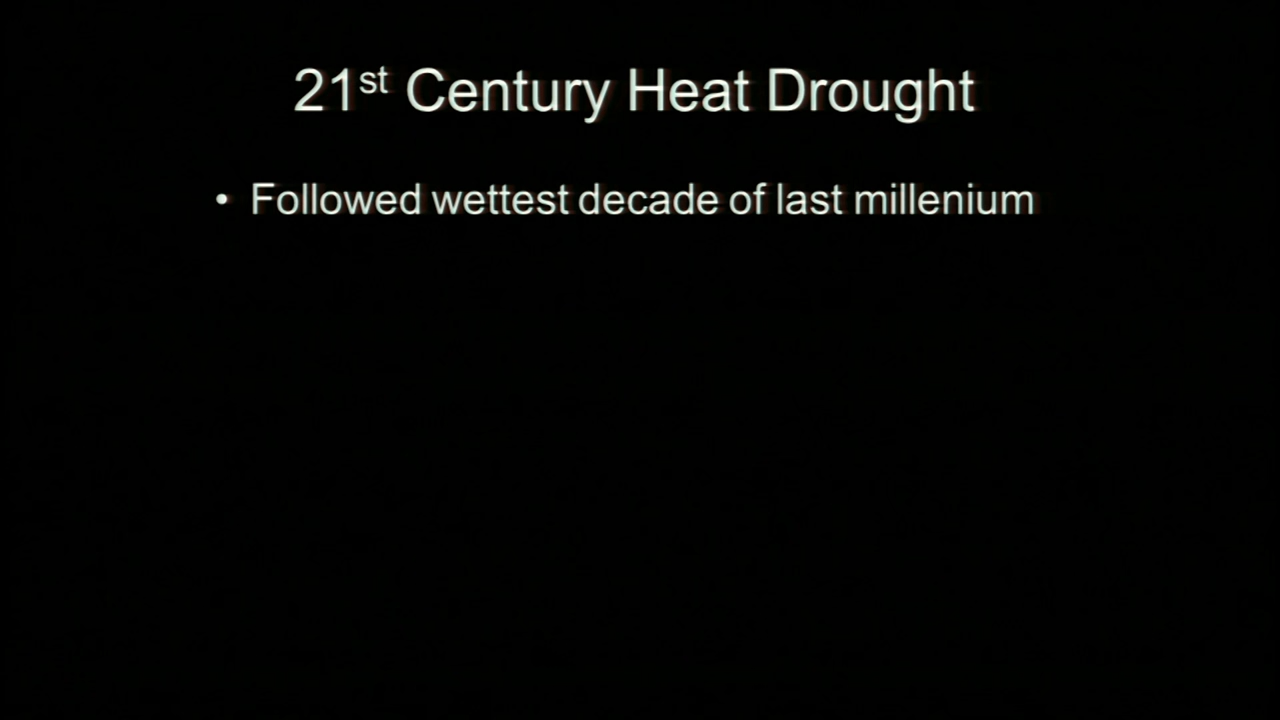 21st Century Heat Drought
• Followed wettest decade of last millenium